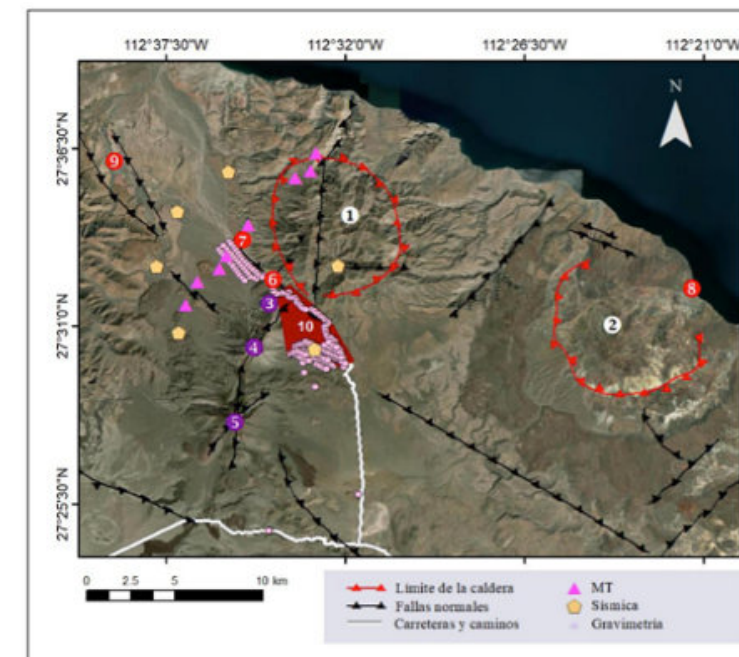 112°37'30"W 112°32'0"W 112°26'30"W 112°21'0"W
27°36'30"N
27°31'0"N
27°25'30"N
N
9
1
7
6
3
10
4
5
8
2
0 2.5 5 10 km
Límite de la caldera
Fallas normales
Carreteras y caminos
MT
Sísmica
Gravimetría